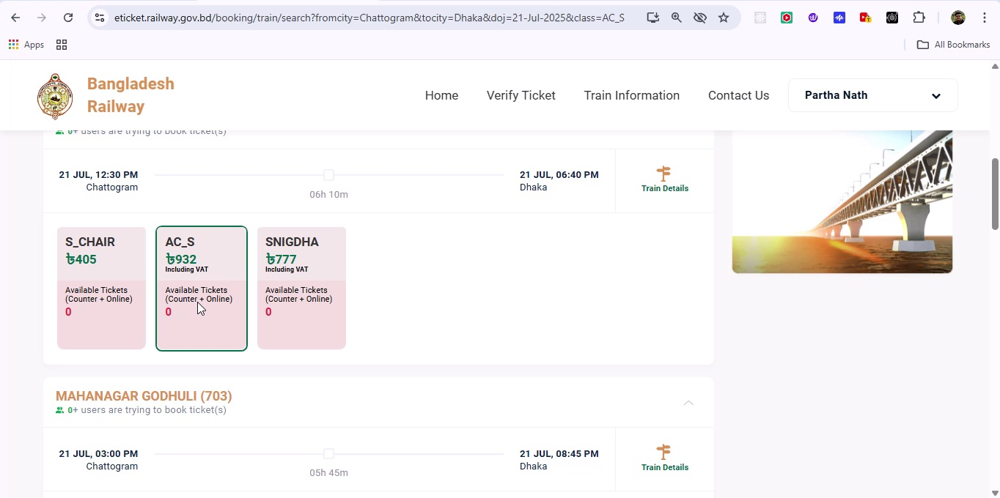 eticket.railway.gov.bd/booking/train/search?fromcity=Chattogram&tocity=Dhaka&doj=21-Jul-2025&class=AC_S
Apps
All Bookmarks
Bangladesh
Railway
Home
Verify Ticket
Train Information
Contact Us
Partha Nath
0+ users are trying to book ticket(s)
21 JUL, 12:30 PM
Chattogram
06h 10m
21 JUL, 06:40 PM
Dhaka
Train Details
S_CHAIR
৳405
Available Tickets
(Counter + Online)
0
AC_S
৳932
Including VAT
Available Tickets
(Counter + Online)
0
SNIGDHA
৳777
Including VAT
Available Tickets
(Counter + Online)
0
MAHANAGAR GODHULI (703)
0+ users are trying to book ticket(s)
21 JUL, 03:00 PM
Chattogram
05h 45m
21 JUL, 08:45 PM
Dhaka
Train Details